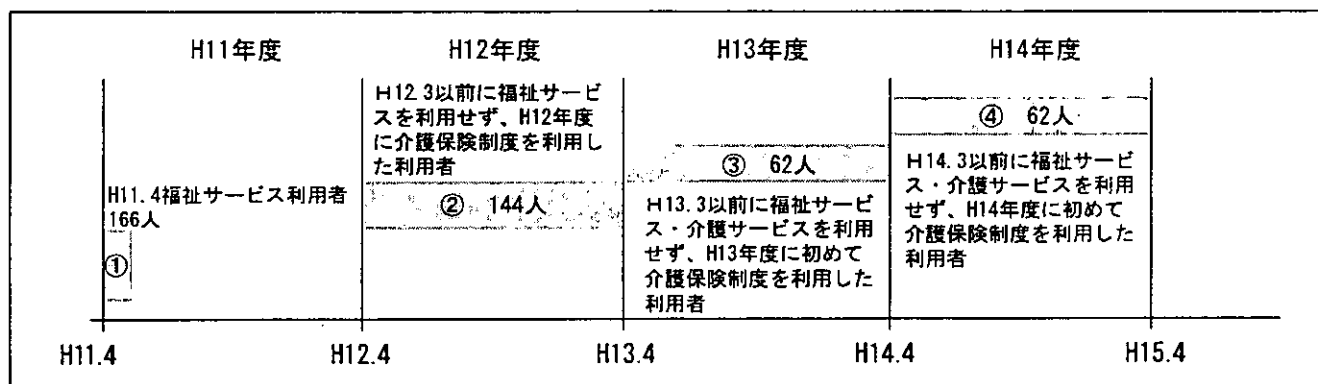 H11年度
H12年度
H13年度
H14年度
H11.4福祉サービス利用者
166人
①
H12.3以前に福祉サービ
スを利用せず、H12年度
に介護保険制度を利用し
た利用者
② 144人
③ 62人
H13.3以前に福祉サービ
ス・介護サービスを利用
せず、H13年度に初めて
介護保険制度を利用した
利用者
④ 62人
H14.3以前に福祉サービ
ス・介護サービスを利用
せず、H14年度に初めて
介護保険制度を利用した
利用者
H11.4
H12.4
H13.4
H14.4
H15.4